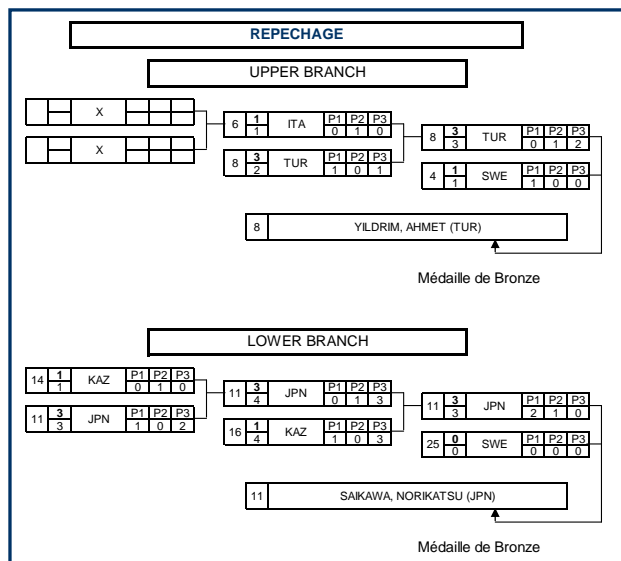 REPECHAGE
UPPER BRANCH
X
X
6 1 1 ITA P1 P2 P3 0 1 0
8 3 2 TUR P1 P2 P3 1 0 1
8 3 3 TUR P1 P2 P3 0 1 2
4 1 1 SWE P1 P2 P3 1 0 0
8 YILDRIM, AHMET (TUR)
Médaille de Bronze
LOWER BRANCH
14 1 1 KAZ P1 P2 P3 0 1 0
11 3 3 JPN P1 P2 P3 1 0 2
11 3 4 JPN P1 P2 P3 0 1 3
16 1 4 KAZ P1 P2 P3 1 0 3
11 3 3 JPN P1 P2 P3 2 1 0
25 0 0 SWE P1 P2 P3 0 0 0
11 SAIKAWA, NORIKATSU (JPN)
Médaille de Bronze